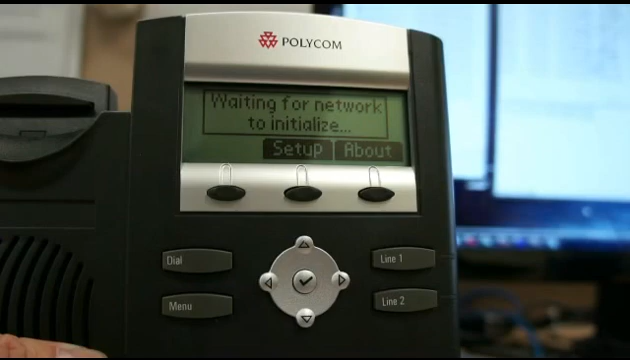 POLYCOM
Waiting for network
to initialize...
Setup About
Dial
Line 1
Menu
Line 2